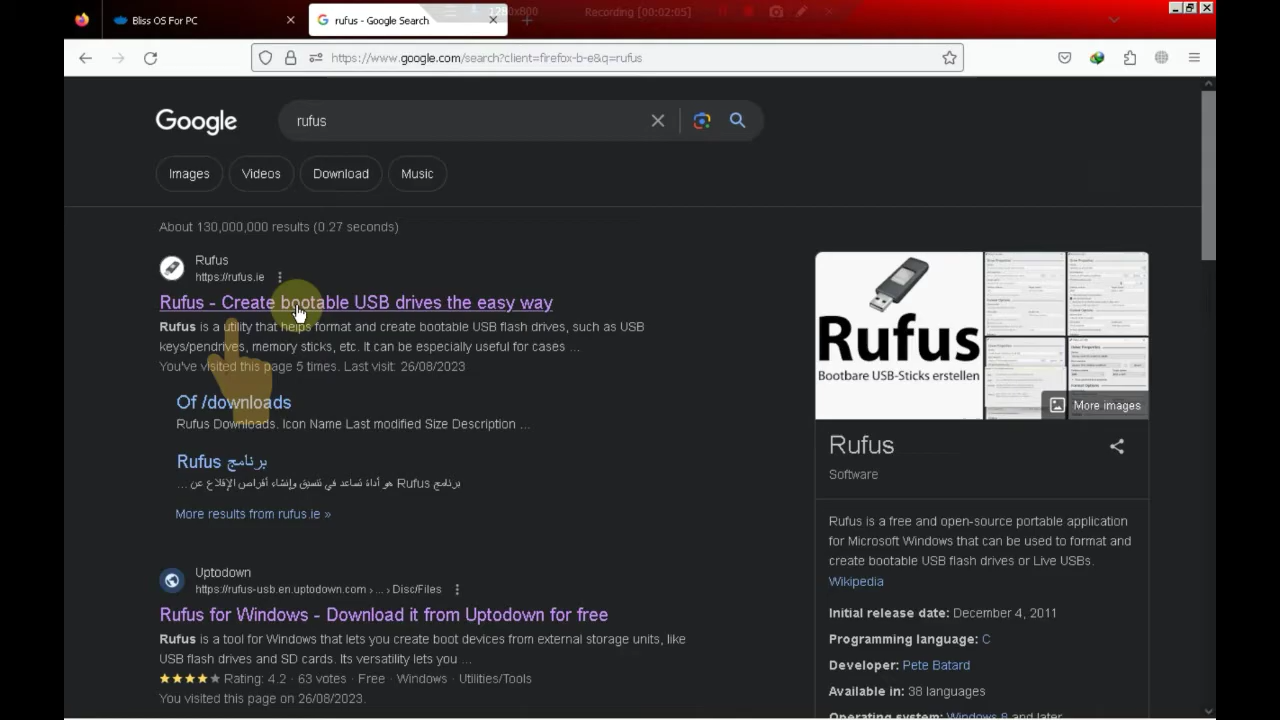 Bliss OS For PC
rufus - Google Search
1280x800
Recording [00:02:05]
https://www.google.com/search?client=firefox-b-e&q=rufus
Google
rufus
Images
Videos
Download
Music
About 130,000,000 results (0.27 seconds)
Rufus
https://rufus.ie
Rufus - Create bootable USB drives the easy way
Rufus is a utility that helps format and create bootable USB flash drives, such as USB
keys/pendrives, memory sticks, etc. It can be especially useful for cases ...
You've visited this page 2 times. Last visit: 26/08/2023
Of /downloads
Rufus Downloads. Icon Name Last modified Size Description ...
برنامج Rufus
برنامج Rufus هو أداة تساعد في تنسيق وإنشاء أقراص الإقلاع عن ...
More results from rufus.ie »
Uptodown
https://rufus-usb.en.uptodown.com › ... › Disc/Files
Rufus for Windows - Download it from Uptodown for free
Rufus is a tool for Windows that lets you create boot devices from external storage units, like
USB flash drives and SD cards. Its versatility lets you ...
Rating: 4.2 · 63 votes · Free · Windows · Utilities/Tools
You visited this page on 26/08/2023.
Rufus
Bootbare USB-Sticks erstellen
More images
Rufus
Software
Rufus is a free and open-source portable application
for Microsoft Windows that can be used to format and
create bootable USB flash drives or Live USBs.
Wikipedia
Initial release date: December 4, 2011
Programming language: C
Developer: Pete Batard
Available in: 38 languages
Operating system: Windows 8 and later